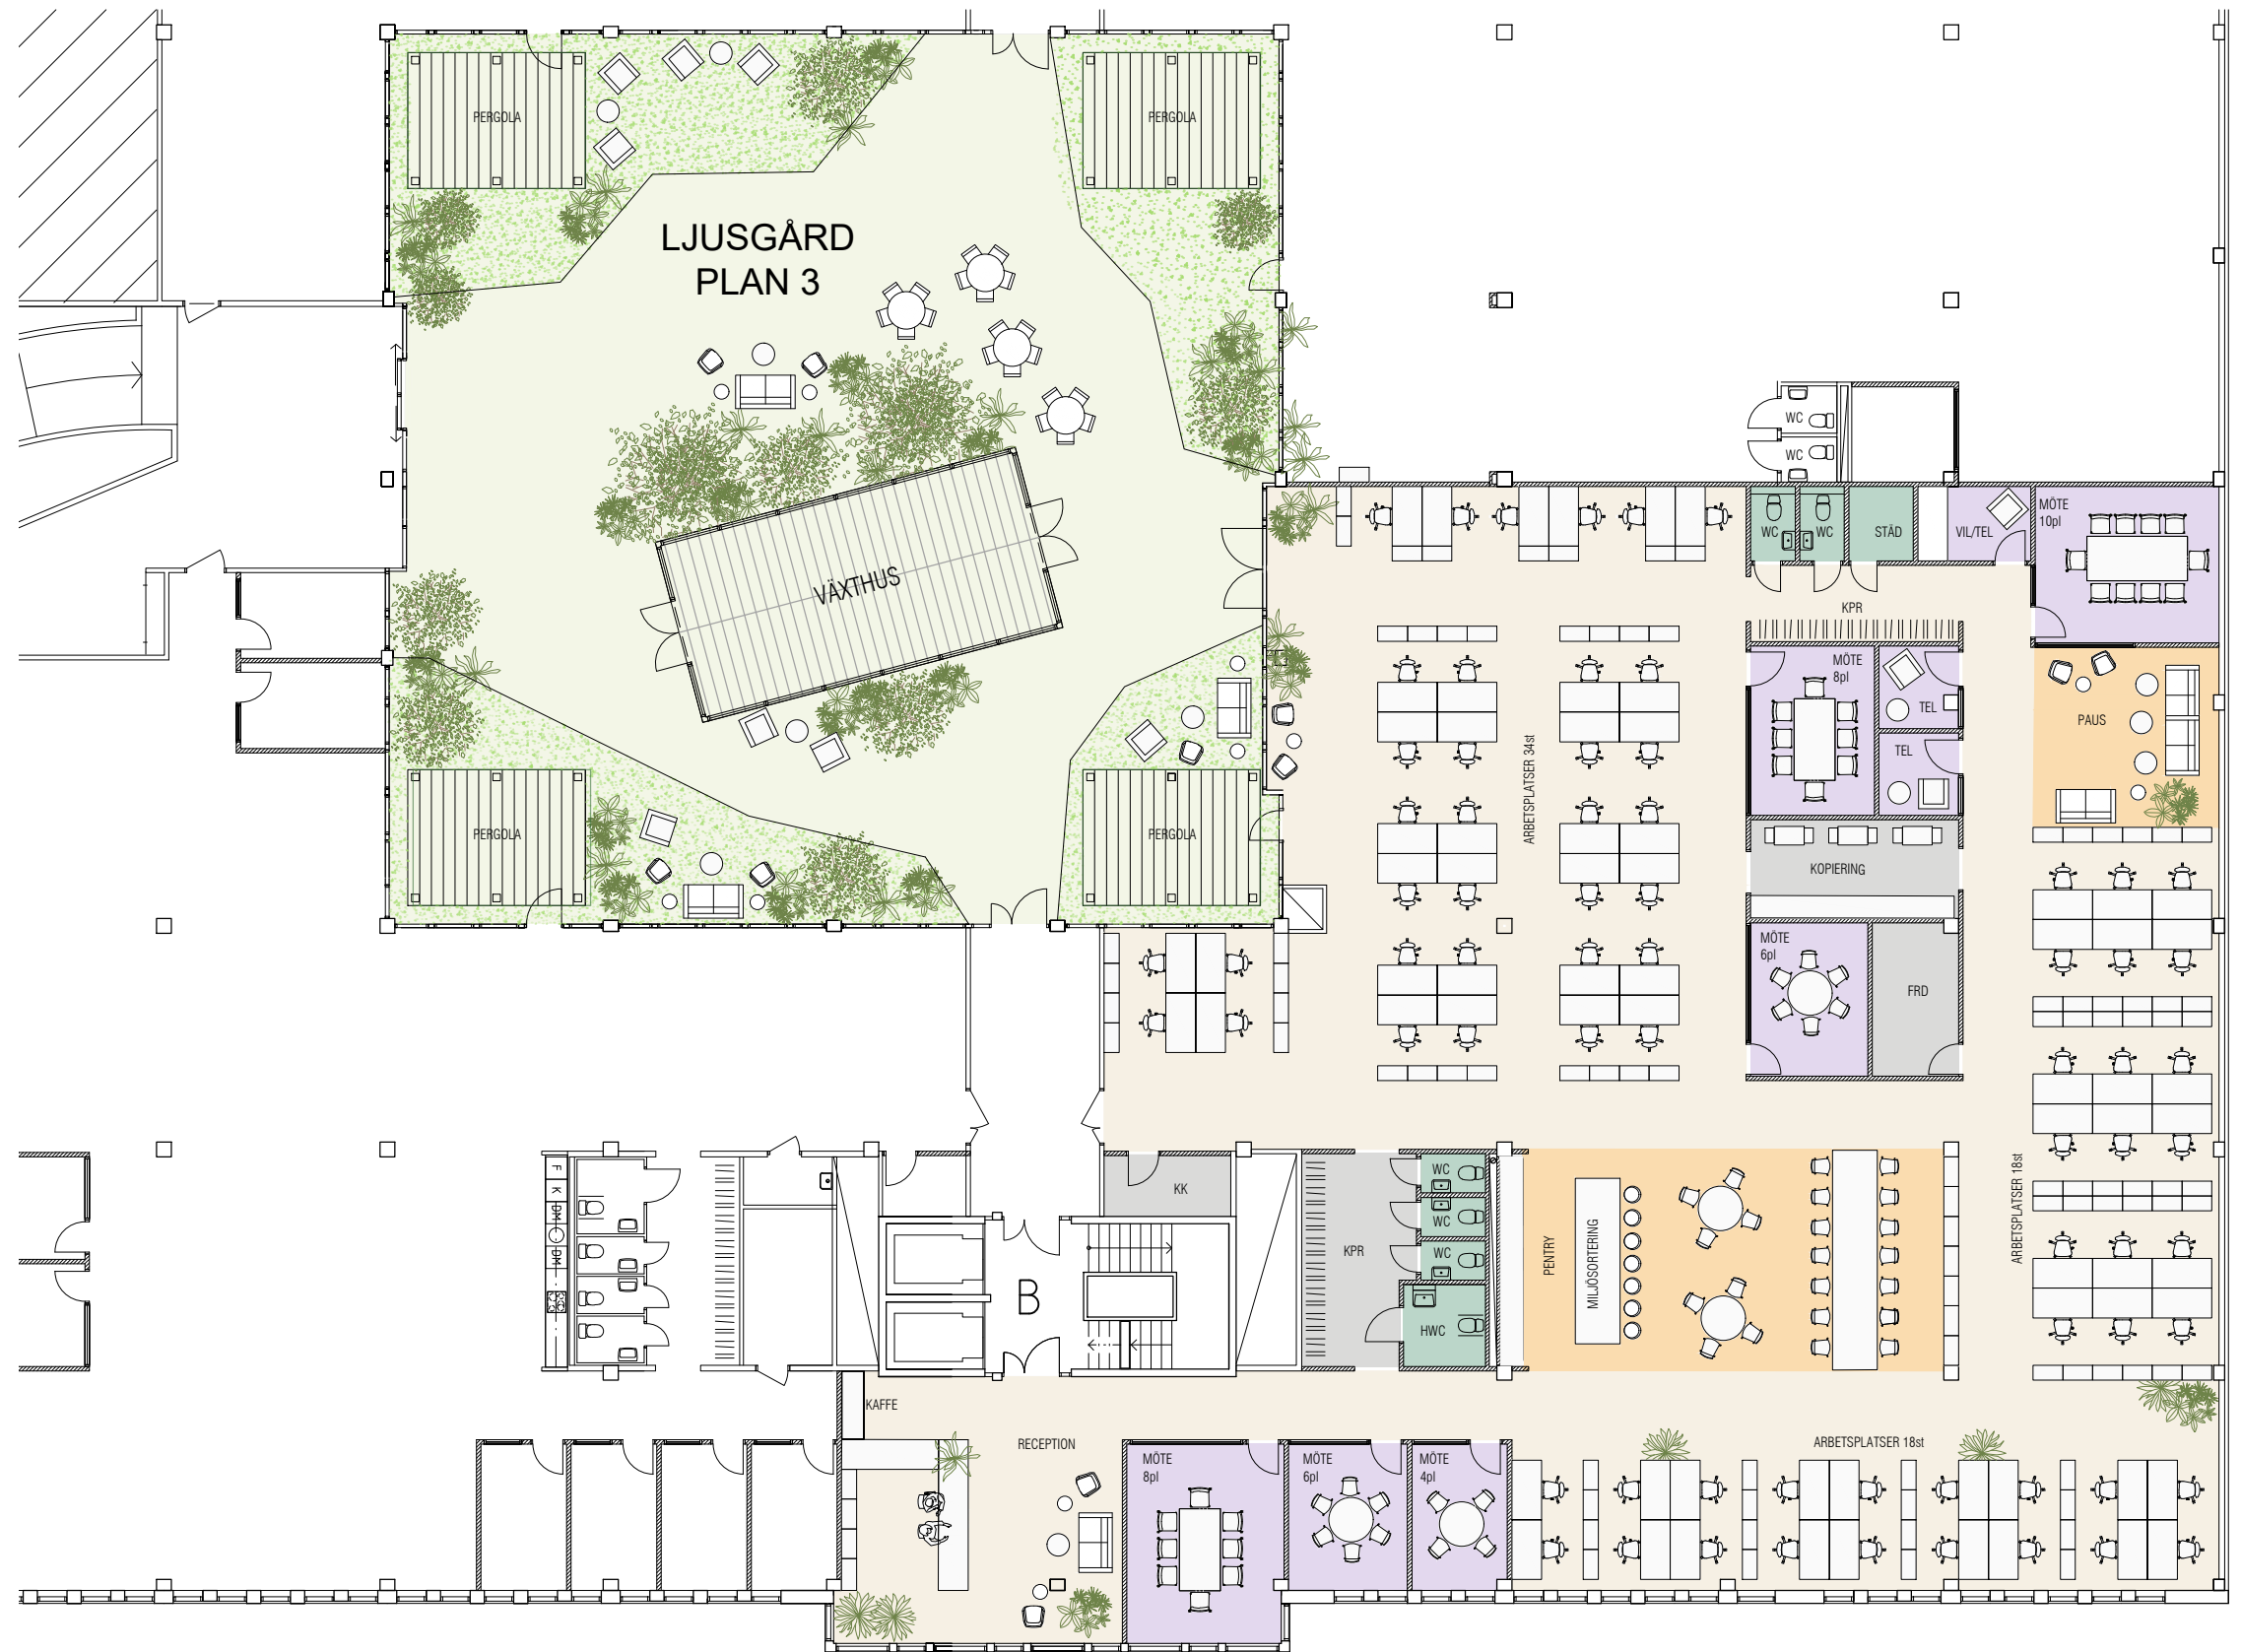 PERGOLA
PERGOLA
LJUSGÅRD
PLAN 3
VÄXTHUS
PERGOLA
PERGOLA
WC
WC
WC
WC
STÄD
VIL/TEL
MÖTE
10pl
KPR
MÖTE
8pl
TEL
TEL
PAUS
ARBETSPLATSER 34st
KOPIERING
MÖTE
6pl
FRD
F
K
DM
DM
B
KK
KPR
WC
WC
WC
HWC
PENTRY
MILJÖSORTERING
ARBETSPLATSER 18st
KAFFE
RECEPTION
MÖTE
8pl
MÖTE
6pl
MÖTE
4pl
ARBETSPLATSER 18st